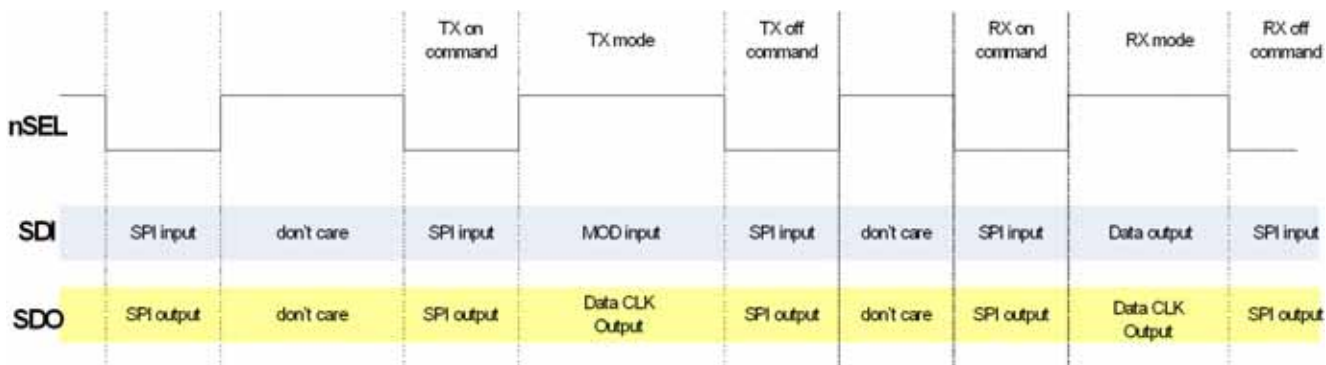 TX on
command
TX mode
TX off
command
RX on
command
RX mode
RX off
command
nSEL
SDI
SPI input
don't care
SPI input
MOD input
SPI input
don't care
SPI input
Data output
SPI input
SDO
SPI output
don't care
SPI output
Data CLK
Output
SPI output
don't care
SPI output
Data CLK
Output
SPI output